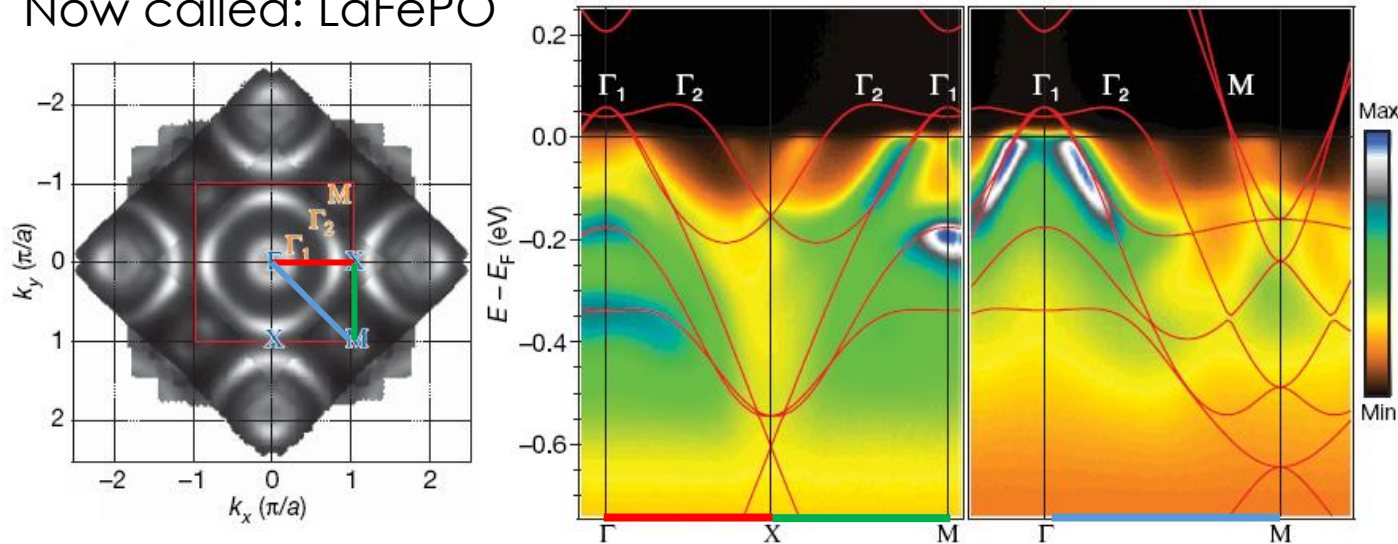 Now called: LaFePO
−2
−1
0
1
2
k_y (π/a)
−2 −1 0 1 2
k_x (π/a)
M
Γ₂
Γ₁
Γ X
X M
0.2
0.0
−0.2
−0.4
−0.6
E − E_F (eV)
Γ₁ Γ₂ Γ₂ Γ₁
Γ X M
Γ₁ Γ₂ M
Γ M
Max
Min